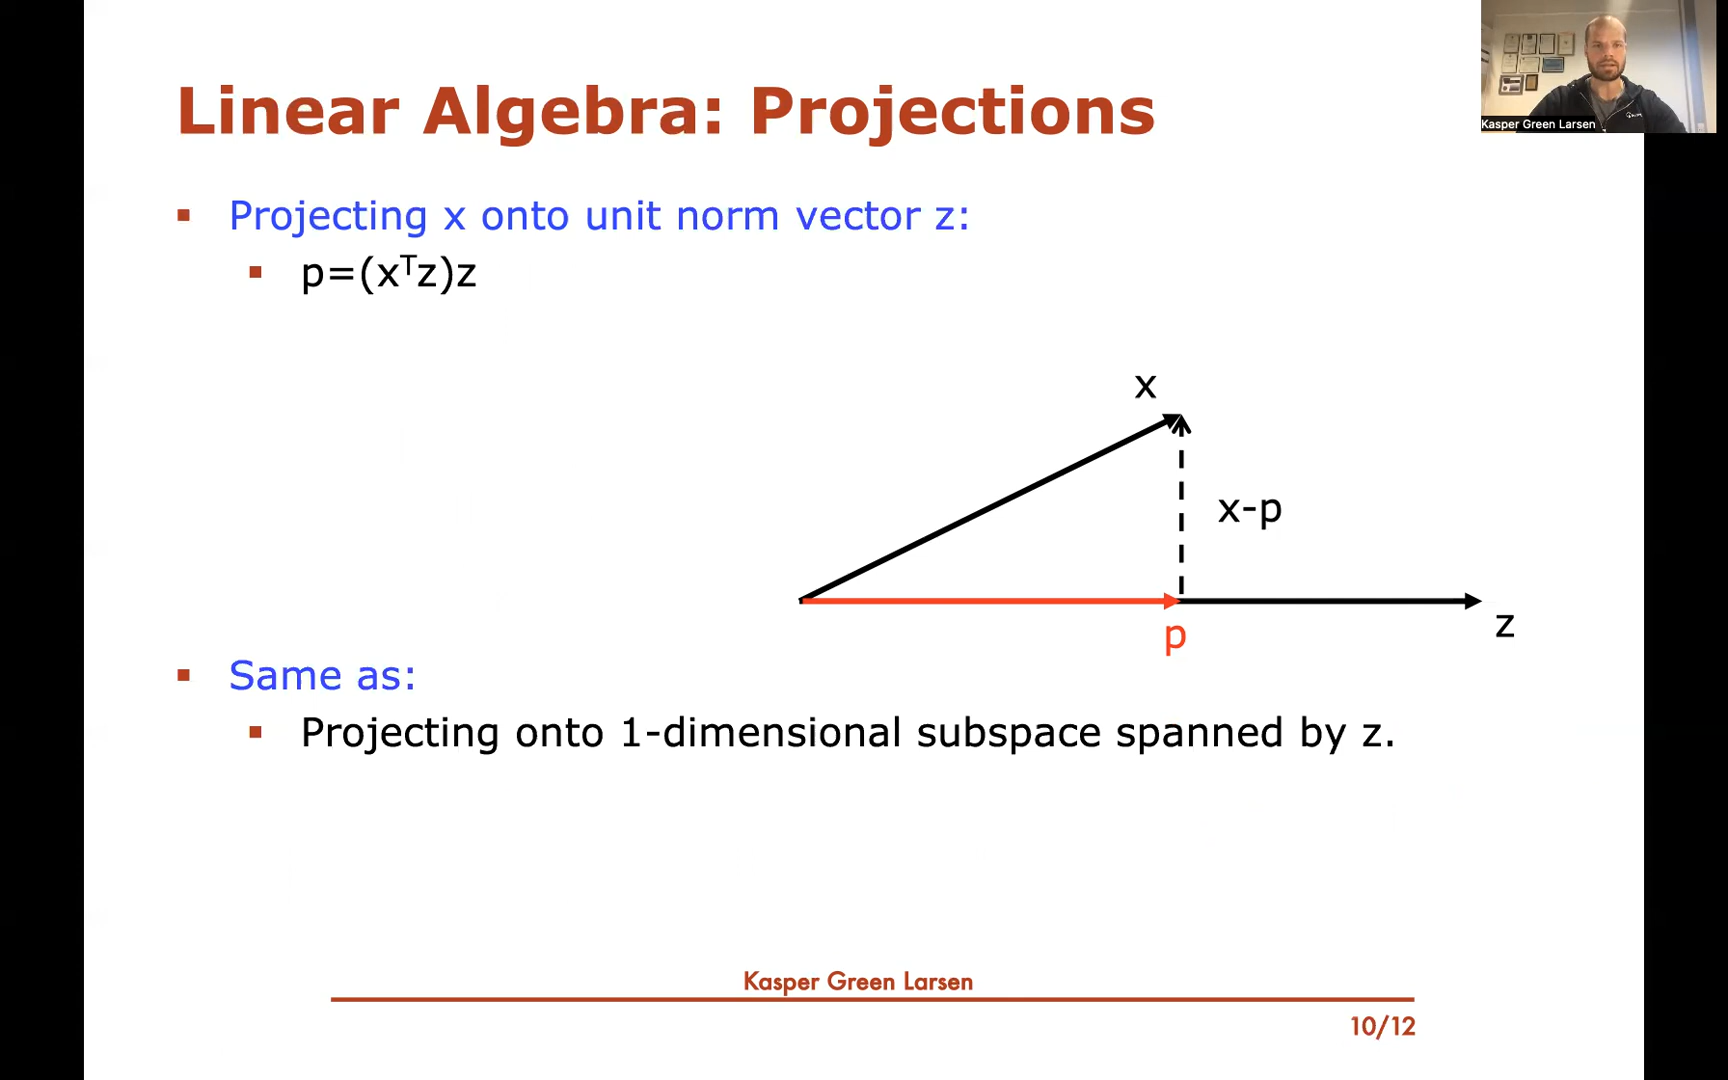 Linear Algebra: Projections
Kasper Green Larsen
▪ Projecting x onto unit norm vector z:
▪ p=(xᵀz)z
x
x-p
p
z
▪ Same as:
▪ Projecting onto 1-dimensional subspace spanned by z.
Kasper Green Larsen
10/12